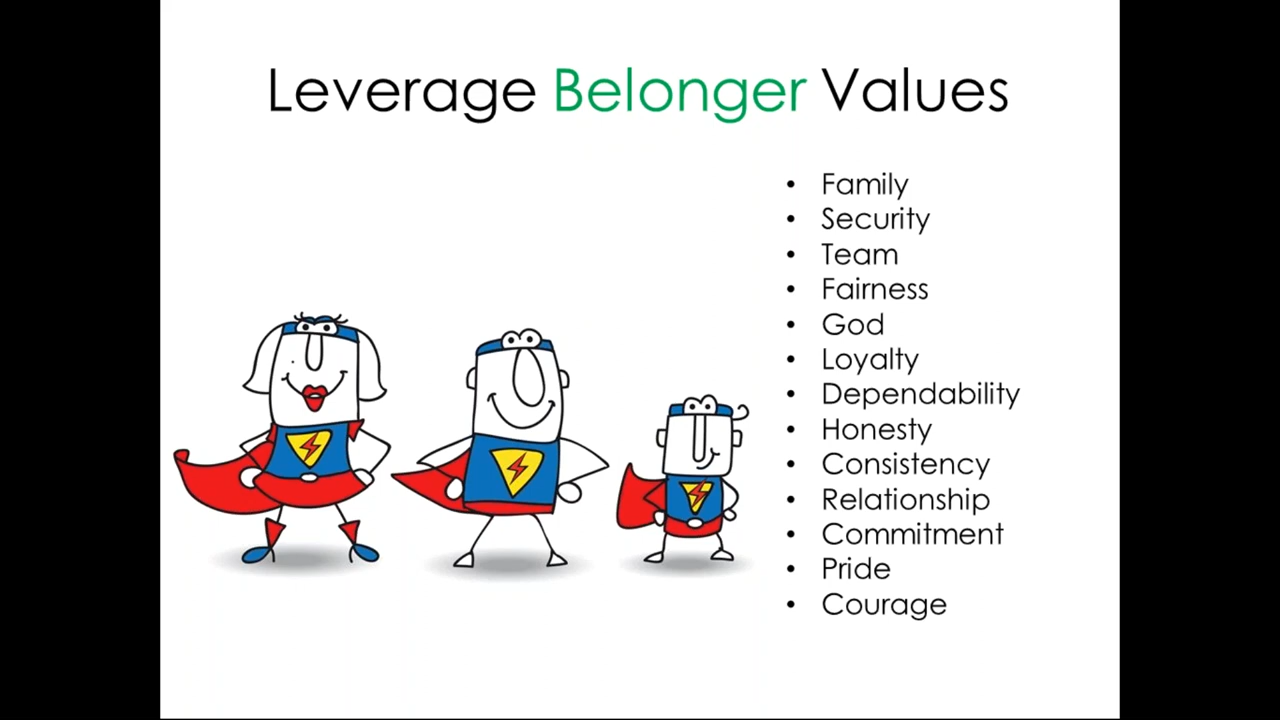 Leverage Belonger Values
• Family
• Security
• Team
• Fairness
• God
• Loyalty
• Dependability
• Honesty
• Consistency
• Relationship
• Commitment
• Pride
• Courage